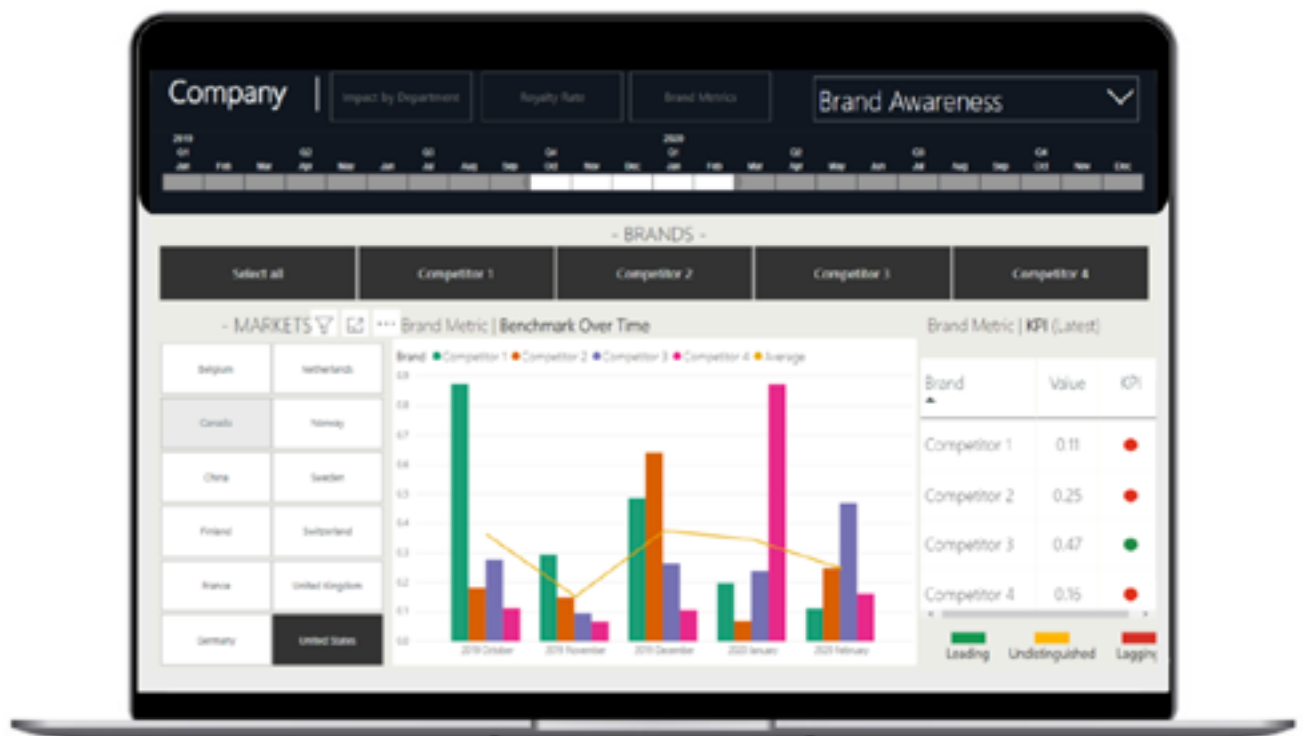 Company | Impact by Department Royalty Rate Brand Metrics Brand Awareness
2019 2020
Q1 Q2 Q3 Q4 Q1 Q2 Q3 Q4
Jan Feb Mar Apr May Jun Jul Aug Sep Oct Nov Dec Jan Feb Mar Apr May Jun Jul Aug Sep Oct Nov Dec
- BRANDS -
Select all Competitor 1 Competitor 2 Competitor 3 Competitor 4
- MARKETS
Belgium Netherlands
Canada Norway
China Sweden
Finland Switzerland
France United Kingdom
Germany United States
Brand Metric | Benchmark Over Time
Brand Competitor 1 Competitor 2 Competitor 3 Competitor 4 Average
0.9
0.8
0.7
0.6
0.5
0.4
0.3
0.2
0.1
0.0
2019 October 2019 November 2019 December 2020 January 2020 February
Brand Metric | KPI (Latest)
Brand Value KPI
Competitor 1 0.11
Competitor 2 0.25
Competitor 3 0.47
Competitor 4 0.16
Leading Undistinguished Lagging